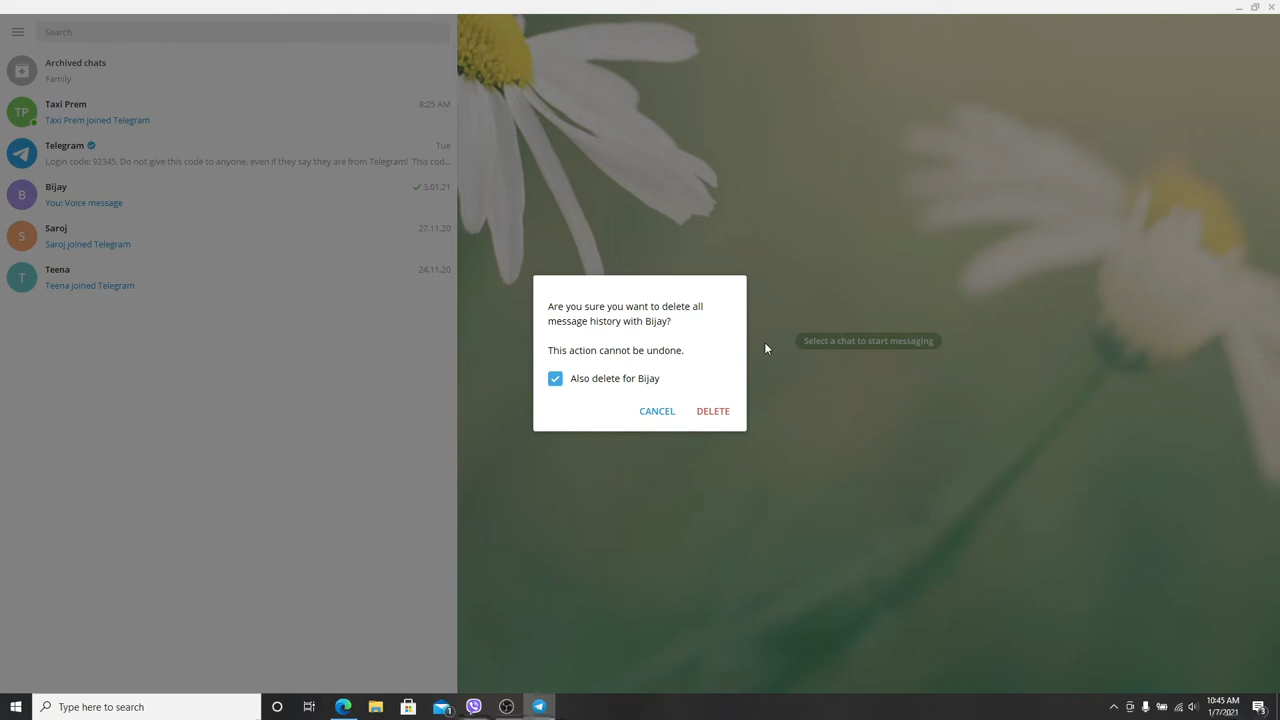 Search
Archived chats
Family
Taxi Prem
8:25 AM
TP
Taxi Prem joined Telegram
Telegram
Tue
Login code: 92345. Do not give this code to anyone, even if they say they are from Telegram! This cod...
Bijay
3.01.21
B
You: Voice message
Saroj
27.11.20
S
Saroj joined Telegram
Teena
24.11.20
T
Teena joined Telegram
Are you sure you want to delete all
message history with Bijay?
This action cannot be undone.
Also delete for Bijay
CANCEL
DELETE
Select a chat to start messaging
Type here to search
1
10:45 AM
1/7/2021